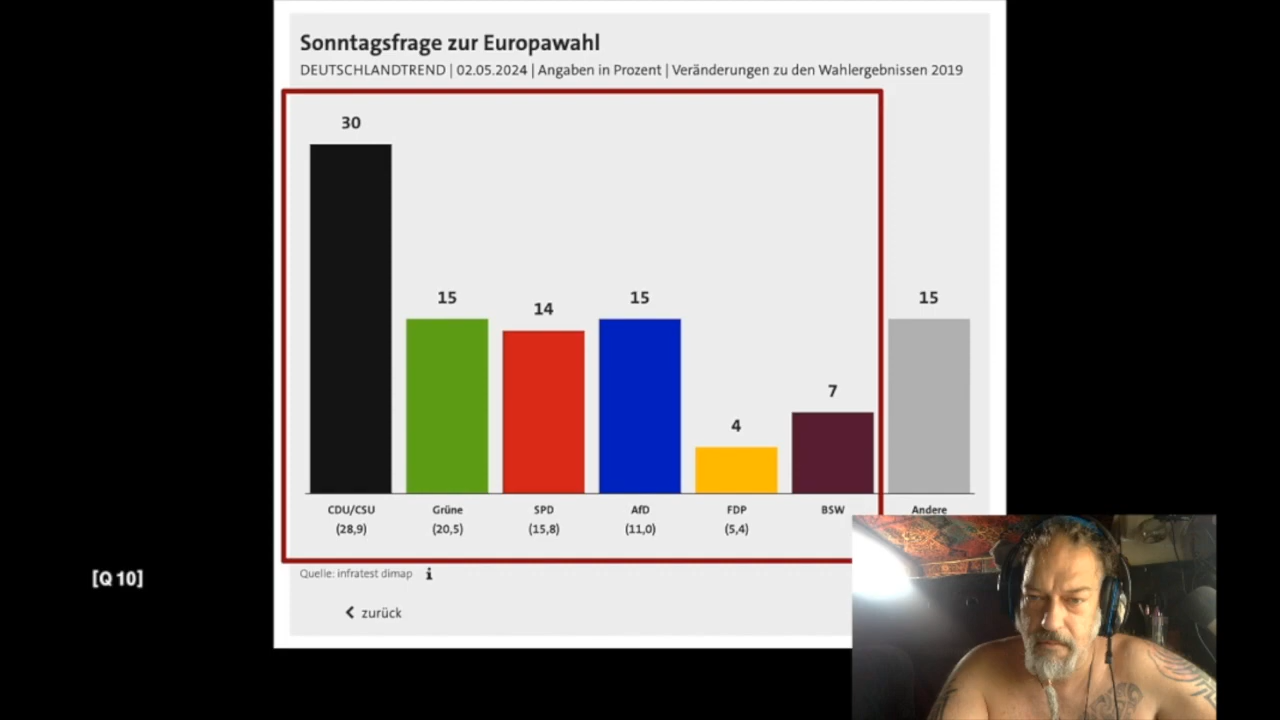 Sonntagsfrage zur Europawahl
DEUTSCHLANDTREND | 02.05.2024 | Angaben in Prozent | Veränderungen zu den Wahlergebnissen 2019
30
15
14
15
4
7
15
CDU/CSU
(28,9)
Grüne
(20,5)
SPD
(15,8)
AfD
(11,0)
FDP
(5,4)
BSW
Andere
Quelle: infratest dimap i
zurück
[Q 10]